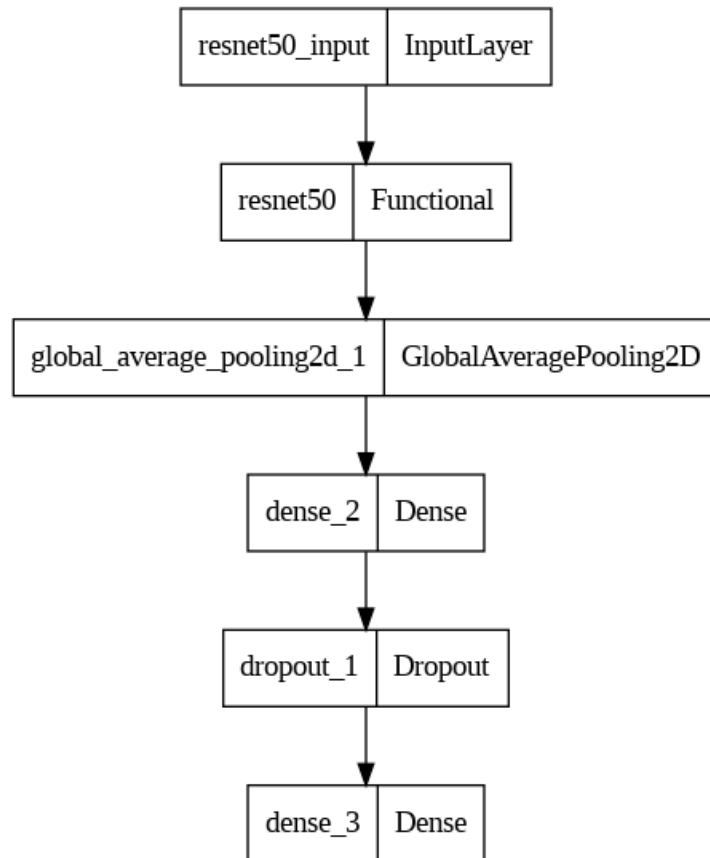 resnet50_input InputLayer
resnet50 Functional
global_average_pooling2d_1 GlobalAveragePooling2D
dense_2 Dense
dropout_1 Dropout
dense_3 Dense